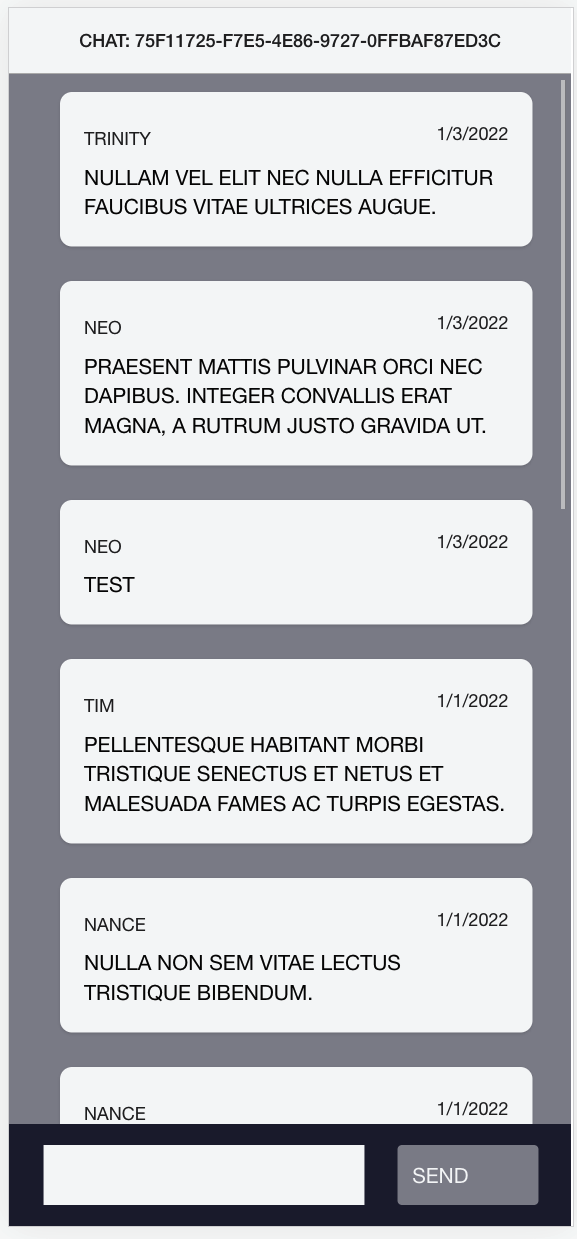 CHAT: 75F11725-F7E5-4E86-9727-0FFBAF87ED3C
TRINITY 1/3/2022
NULLAM VEL ELIT NEC NULLA EFFICITUR
FAUCIBUS VITAE ULTRICES AUGUE.
NEO 1/3/2022
PRAESENT MATTIS PULVINAR ORCI NEC
DAPIBUS. INTEGER CONVALLIS ERAT
MAGNA, A RUTRUM JUSTO GRAVIDA UT.
NEO 1/3/2022
TEST
TIM 1/1/2022
PELLENTESQUE HABITANT MORBI
TRISTIQUE SENECTUS ET NETUS ET
MALESUADA FAMES AC TURPIS EGESTAS.
NANCE 1/1/2022
NULLA NON SEM VITAE LECTUS
TRISTIQUE BIBENDUM.
NANCE 1/1/2022
SEND